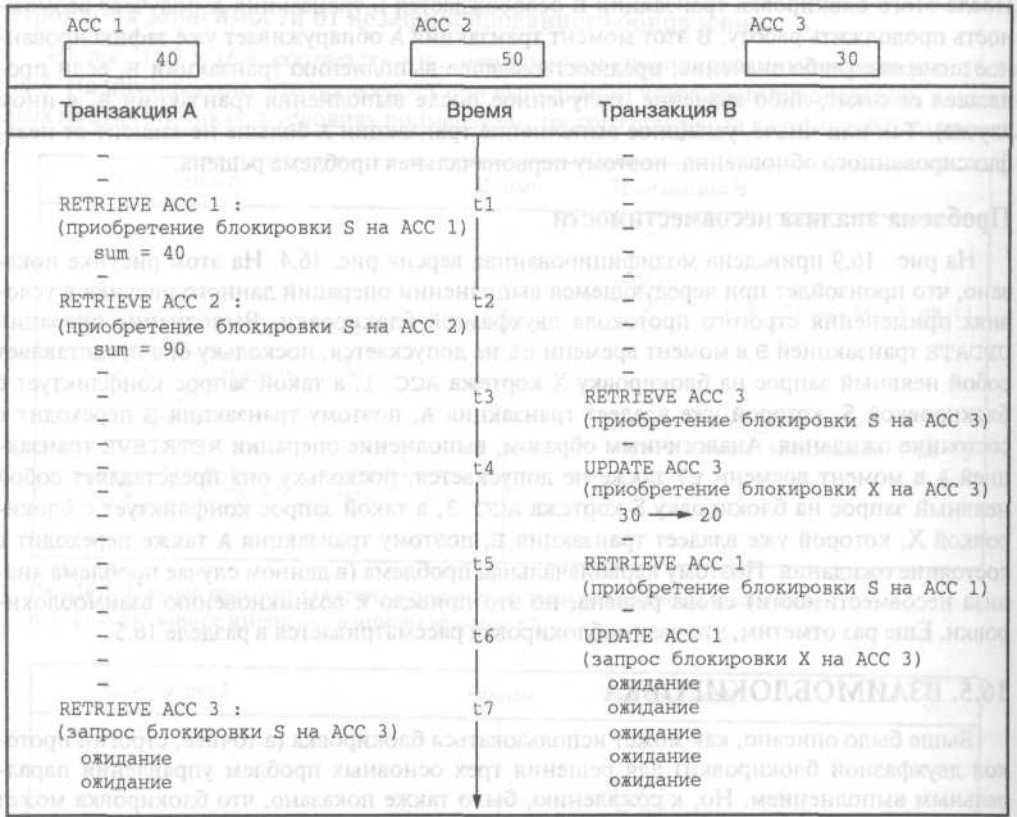 ACC 1 ACC 2 ACC 3
40 50 30
Транзакция A Время Транзакция B
– –
– –
RETRIEVE ACC 1 : t1 –
(приобретение блокировки S на ACC 1) –
sum = 40 –
– –
RETRIEVE ACC 2 : t2 –
(приобретение блокировки S на ACC 2) –
sum = 90 –
– –
– t3 RETRIEVE ACC 3
– (приобретение блокировки S на ACC 3)
– –
– t4 UPDATE ACC 3
– (приобретение блокировки X на ACC 3)
– 30 → 20
– –
– t5 RETRIEVE ACC 1
– (приобретение блокировки S на ACC 1)
– –
– t6 UPDATE ACC 1
– (запрос блокировки X на ACC 3)
– ожидание
RETRIEVE ACC 3 : t7 ожидание
(запрос блокировки S на ACC 3) ожидание
ожидание ожидание
ожидание ожидание